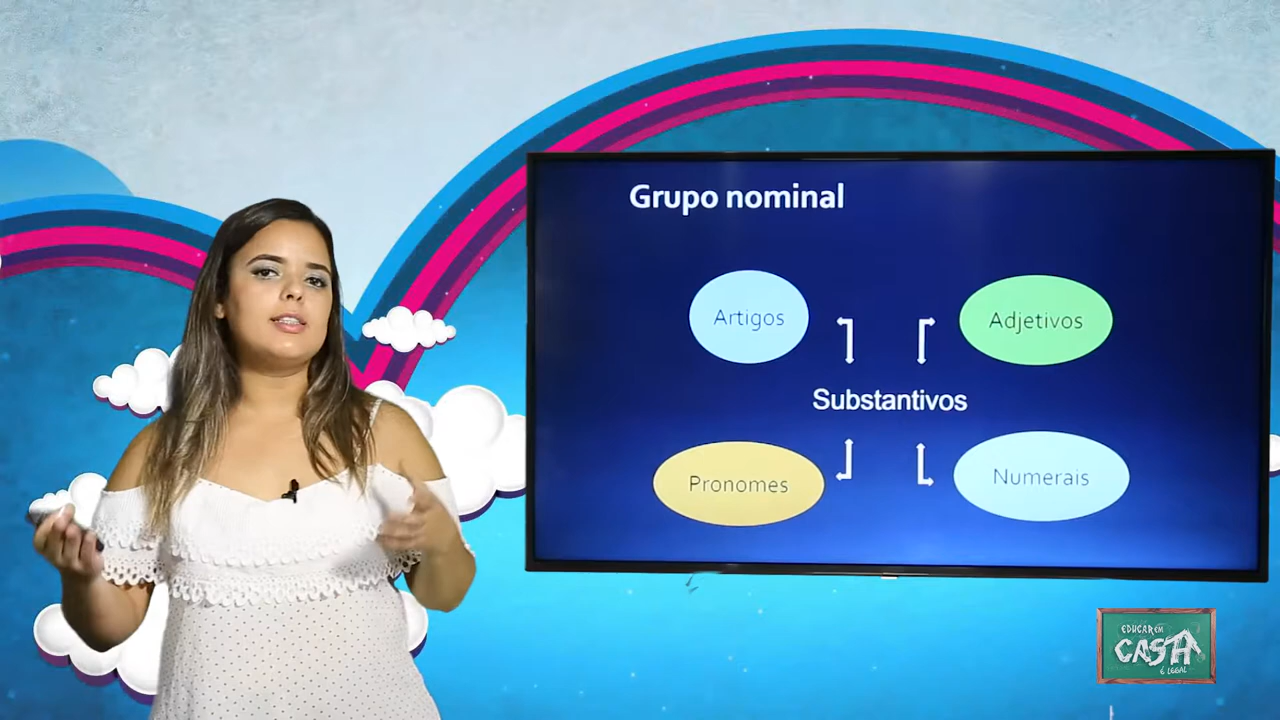 Grupo nominal
Artigos
Adjetivos
Substantivos
Pronomes
Numerais
EDUCAR EM
CASA
É LEGAL